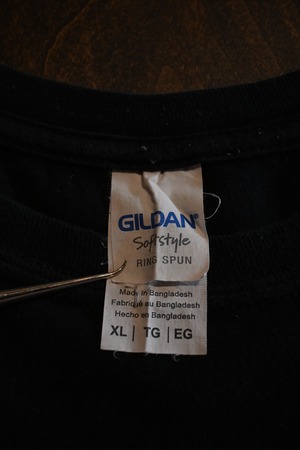 GILDAN®
Softstyle
RING SPUN
Made in Bangladesh
Fabriqué au Bangladesh
Hecho en Bangladesh
XL | TG | EG